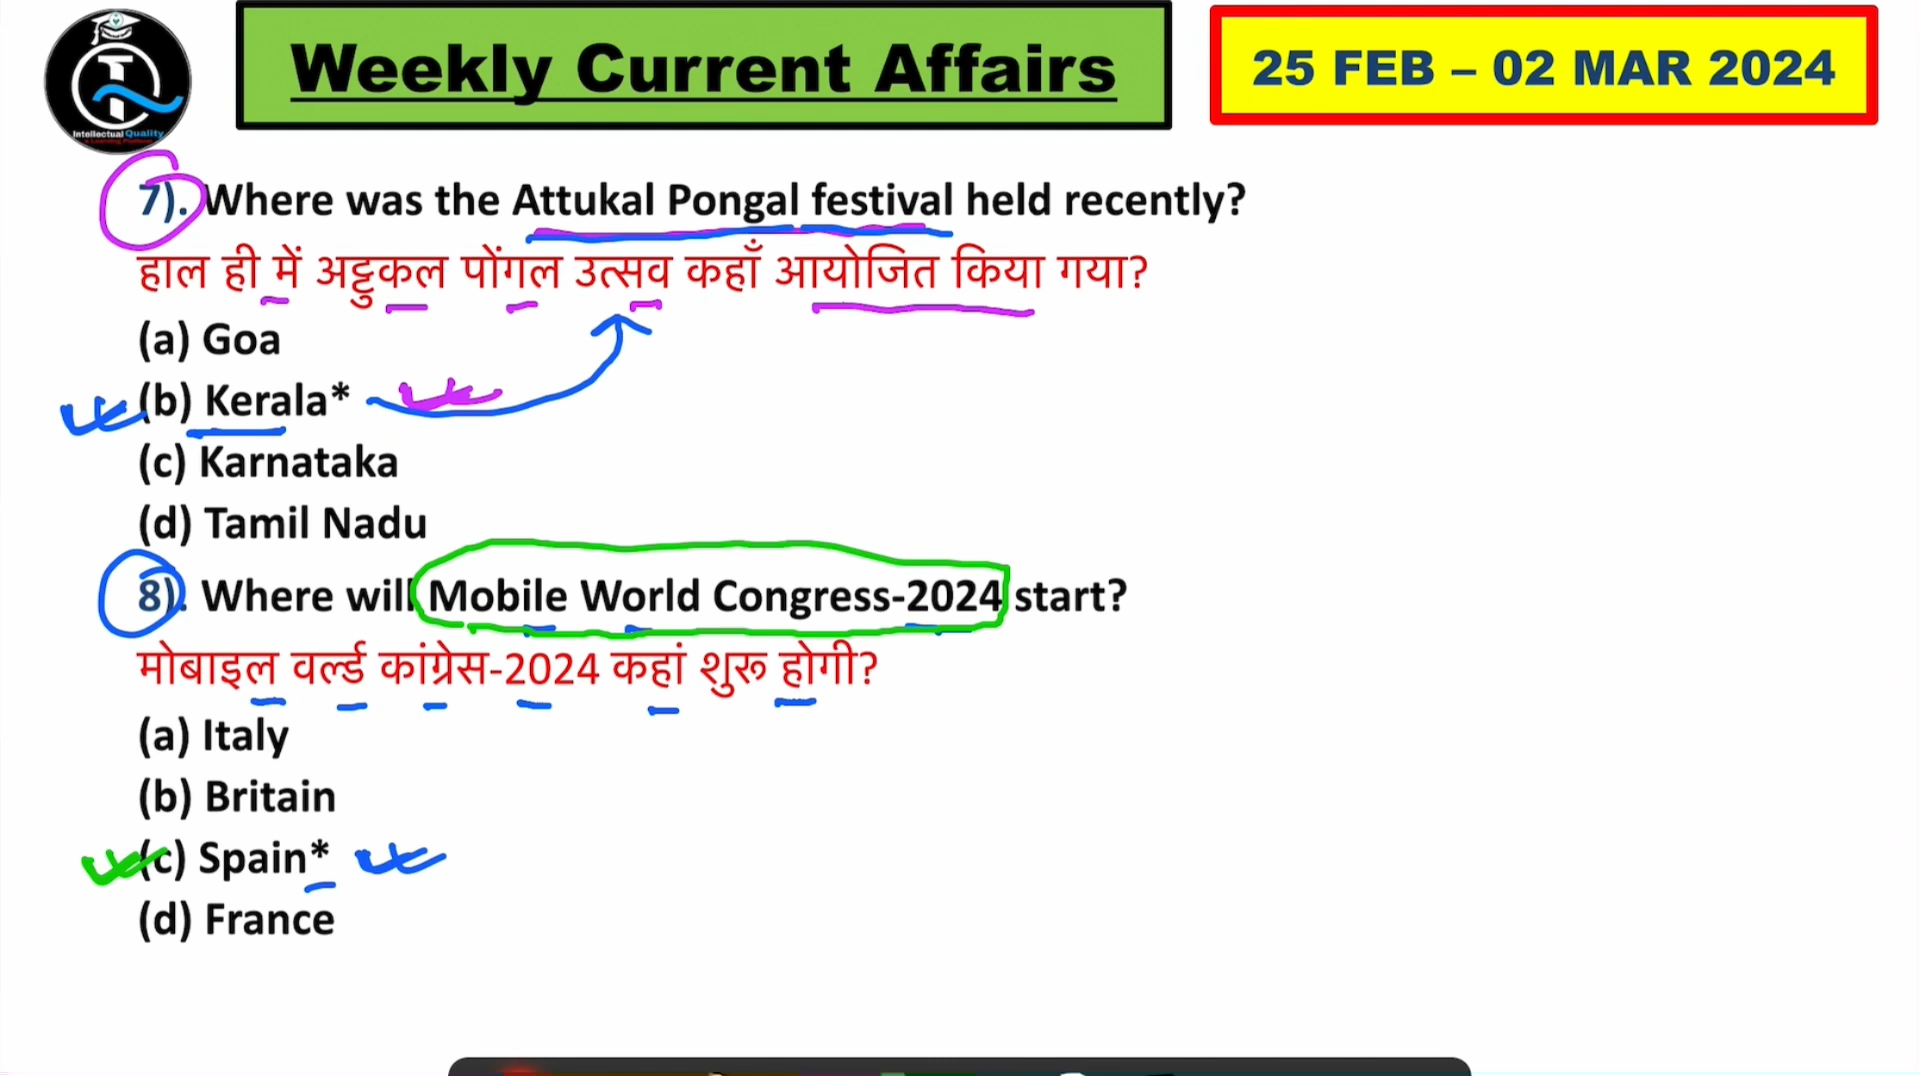 Intellectual Quality
Weekly Current Affairs
25 FEB – 02 MAR 2024
7). Where was the Attukal Pongal festival held recently?
हाल ही में अट्टुकल पोंगल उत्सव कहाँ आयोजित किया गया?
(a) Goa
(b) Kerala*
(c) Karnataka
(d) Tamil Nadu
8). Where will Mobile World Congress-2024 start?
मोबाइल वर्ल्ड कांग्रेस-2024 कहां शुरू होगी?
(a) Italy
(b) Britain
(c) Spain*
(d) France